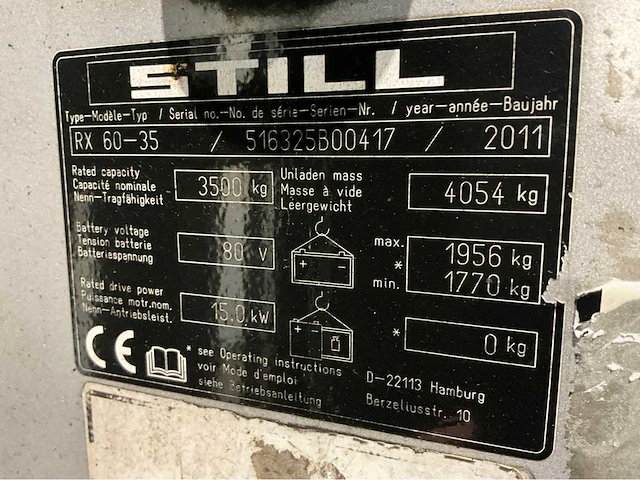 STILL
Type-Modèle-Typ / Serial no.-No. de série-Serien-Nr. / year-année-Baujahr
RX 60-35 / 516325B00417 / 2011
Rated capacity
Capacité nominale
Nenn-Tragfähigkeit
3500 kg
Unladen mass
Masse à vide
Leergewicht
4054 kg
Battery voltage
Tension batterie
Batteriespannung
80 V
+ -
max. 1956 kg
*
min. 1770 kg
Rated drive power
Puissance motr.nom.
Nenn-Antriebsleist.
15.0 kW
+
* 0 kg
CE
* see Operating instructions
voir Mode d'emploi
siehe Betriebsanleitung
D-22113 Hamburg
Berzeliusstr. 10